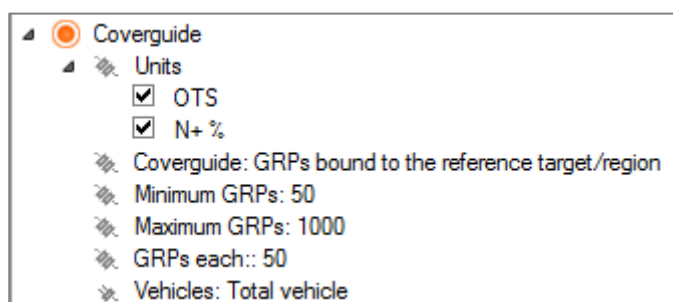 Coverguide
Units
OTS
N+ %
Coverguide: GRPs bound to the reference target/region
Minimum GRPs: 50
Maximum GRPs: 1000
GRPs each:: 50
Vehicles: Total vehicle